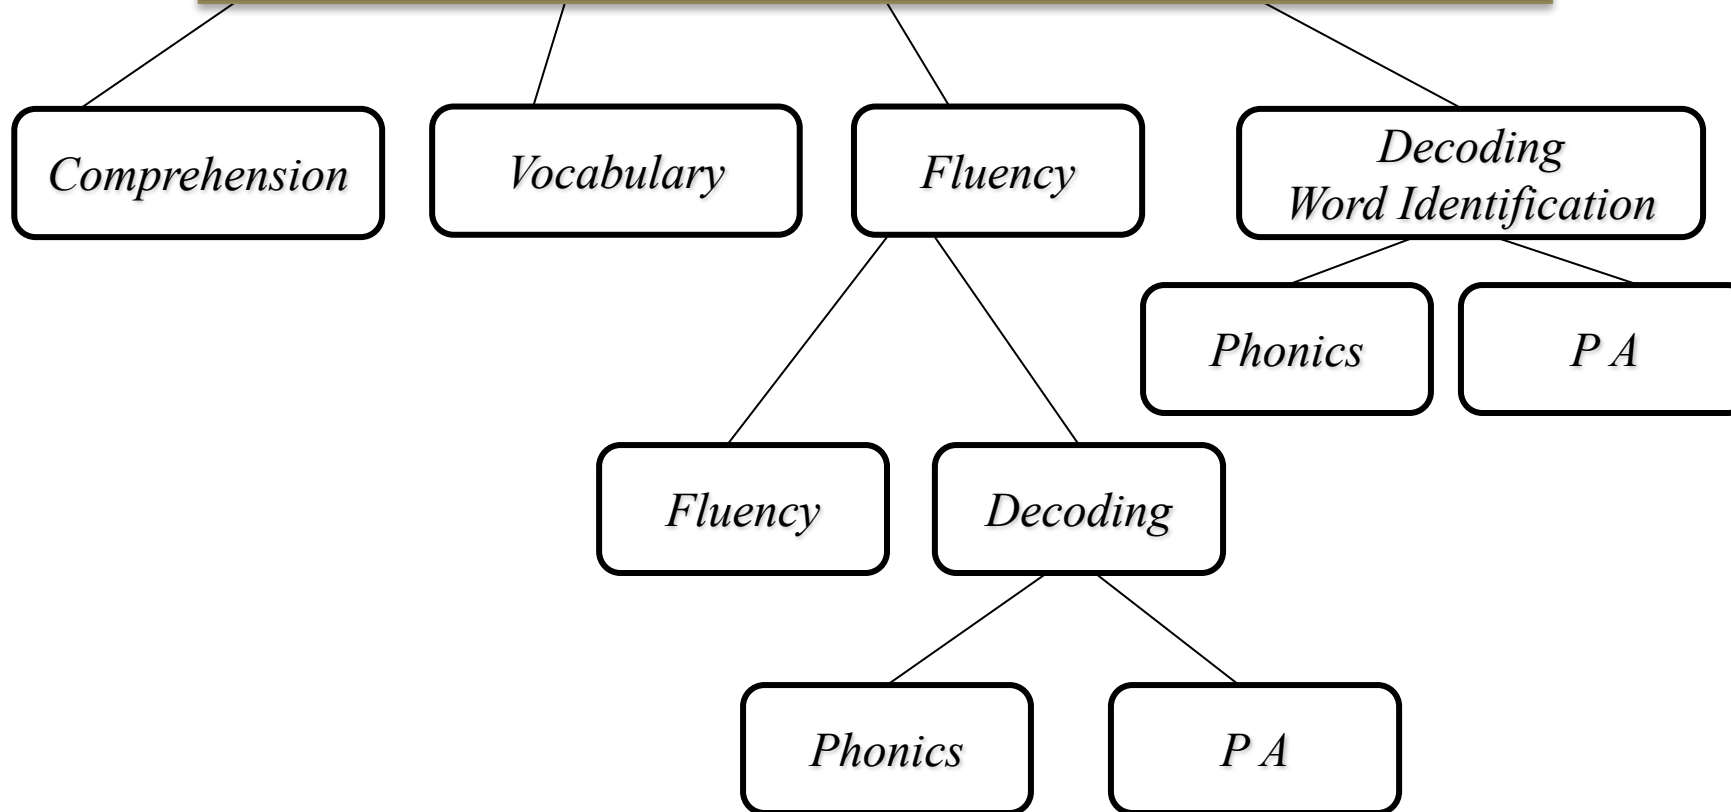 Comprehension
Vocabulary
Fluency
Decoding
Word Identification
Phonics
P A
Fluency
Decoding
Phonics
P A